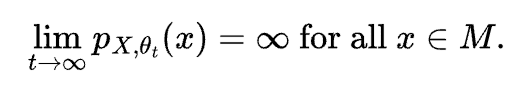 lim_{t→∞} p_{X,θ_t}(x) = ∞ for all x ∈ M.